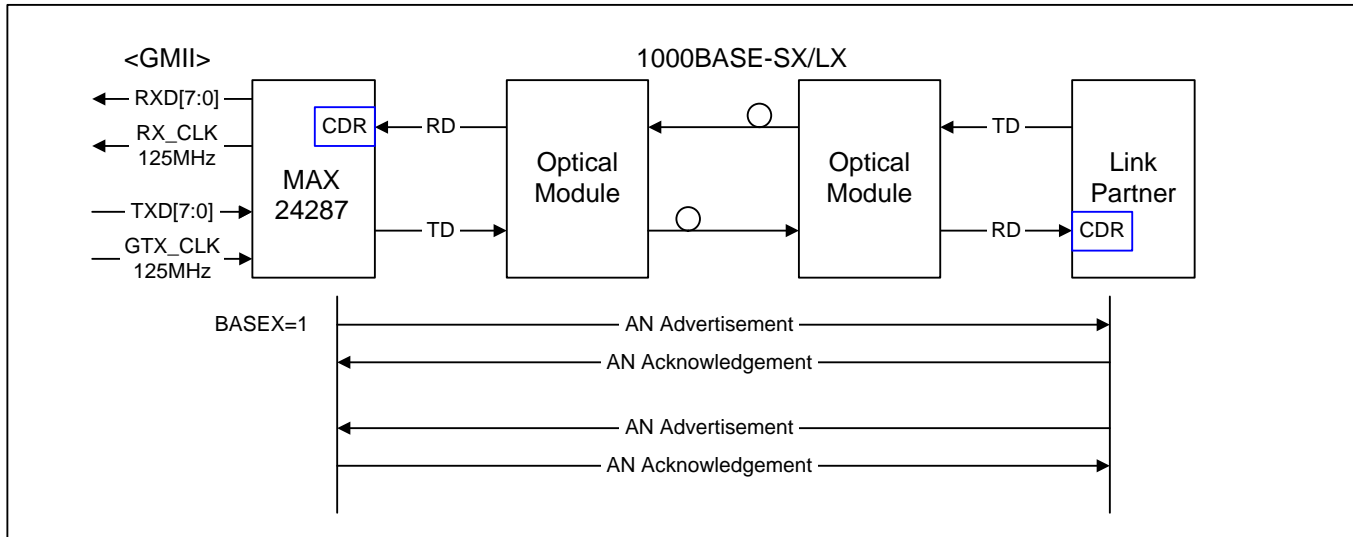 <GMII>
1000BASE-SX/LX
RXD[7:0]
RX_CLK
125MHz
TXD[7:0]
GTX_CLK
125MHz
CDR
MAX
24287
RD
TD
Optical
Module
Optical
Module
TD
RD
Link
Partner
CDR
BASEX=1
AN Advertisement
AN Acknowledgement
AN Advertisement
AN Acknowledgement